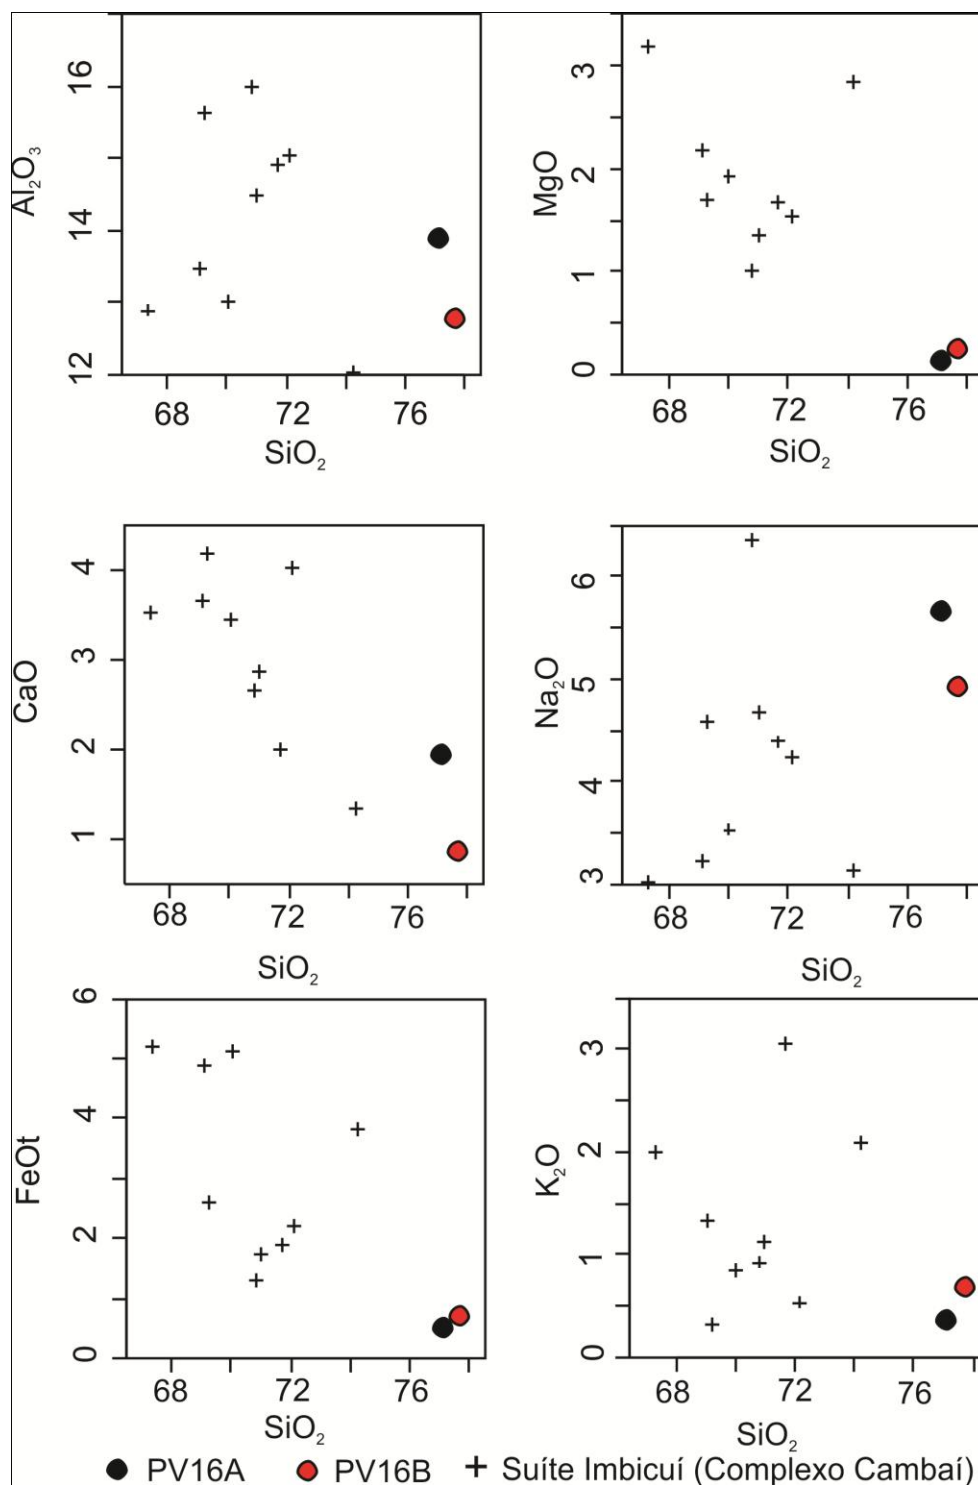 Al₂O₃
16
14
12
68 72 76
SiO₂
MgO
3
2
1
0
68 72 76
SiO₂
CaO
4
3
2
1
68 72 76
SiO₂
Na₂O
6
5
4
3
68 72 76
SiO₂
FeOt
6
4
2
0
68 72 76
SiO₂
K₂O
3
2
1
0
68 72 76
SiO₂
PV16A PV16B + Suíte Imbicuí (Complexo Cambaí)